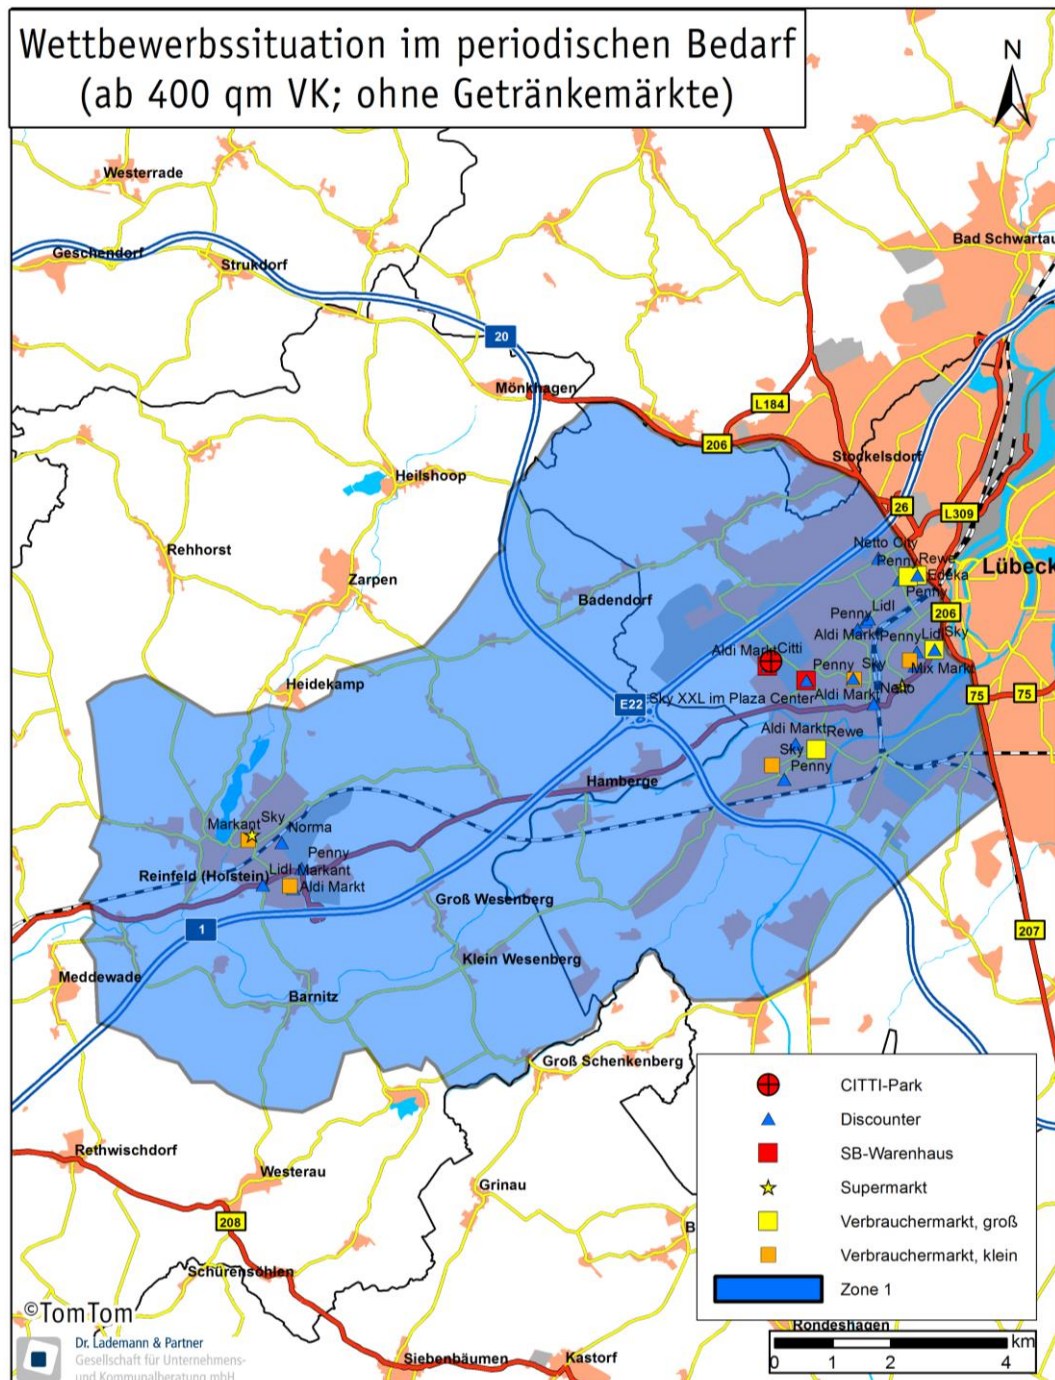 Wettbewerbssituation im periodischen Bedarf
(ab 400 qm VK; ohne Getränkemärkte)
N
Westerrade
Bad Schwartau
Geschendorf
Strukdorf
20
Mönkhagen
L184
206
Stockelsdorf
Heilshoop
26
L309
Rehhorst
Netto City
Zarpen
Penny
Rewe
Lübeck
Edeka
Badendorf
Penny
Lidl
206
Penny
Aldi Markt
Penny
Lidl
Sky
Aldi Markt
Citti
Penny
Sky
Mix Markt
Heidekamp
Netto
75
75
E22
Sky XXL im Plaza Center
Aldi Markt
Aldi Markt
Rewe
Sky
Penny
Hamberge
Markant
Sky
Norma
Penny
Reinfeld (Holstein)
Lidl
Markant
Aldi Markt
Groß Wesenberg
1
207
Klein Wesenberg
Meddewade
Barnitz
Groß Schenkenberg
CITTI-Park
Discounter
Rethwischdorf
SB-Warenhaus
Westerau
Grinau
Supermarkt
208
Verbrauchermarkt, groß
B
Verbrauchermarkt, klein
Schürensöhlen
Zone 1
©TomTom
Rondeshagen
Dr. Lademann & Partner
Gesellschaft für Unternehmens-
und Kommunalberatung mbH
Siebenbäumen
Kastorf
km
0 1 2 4